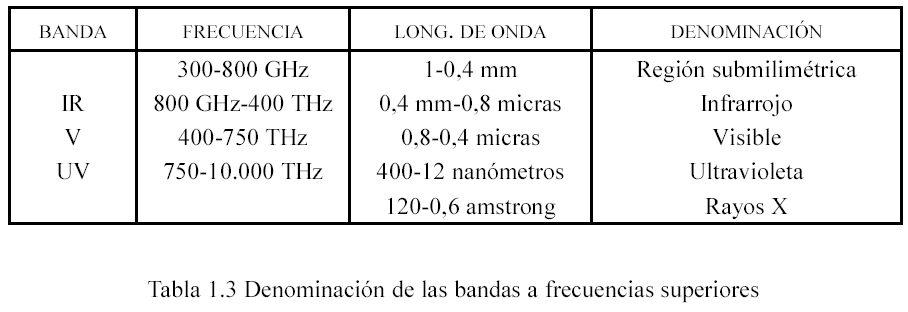 BANDA FRECUENCIA LONG. DE ONDA DENOMINACIÓN
300-800 GHz 1-0,4 mm Región submilimétrica
IR 800 GHz-400 THz 0,4 mm-0,8 micras Infrarrojo
V 400-750 THz 0,8-0,4 micras Visible
UV 750-10.000 THz 400-12 nanómetros Ultravioleta
120-0,6 amstrong Rayos X
Tabla 1.3 Denominación de las bandas a frecuencias superiores